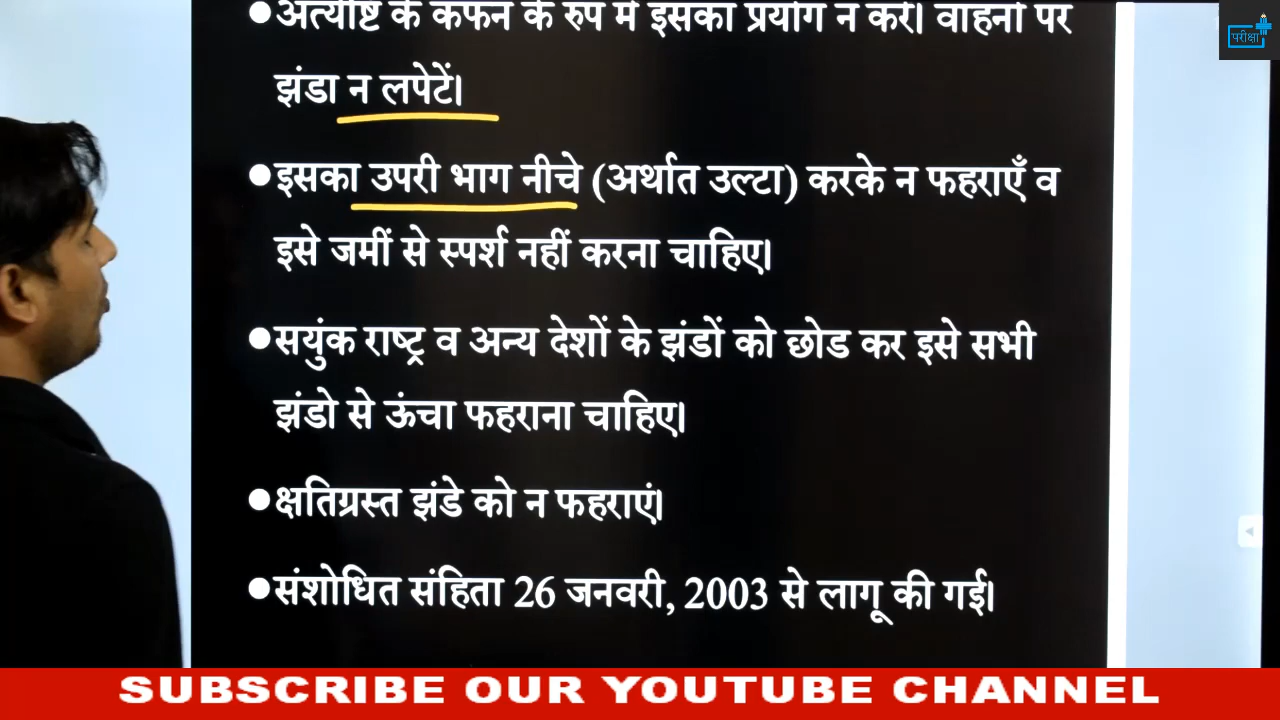 परीक्षा
अंत्येष्टि के कफन के रुप में इसका प्रयोग न करें। वाहनों पर
झंडा न लपेटें।
इसका उपरी भाग नीचे (अर्थात उल्टा) करके न फहराएँ व
इसे जमीं से स्पर्श नहीं करना चाहिए।
सयुंक राष्ट्र व अन्य देशों के झंडों को छोड कर इसे सभी
झंडो से ऊंचा फहराना चाहिए।
क्षतिग्रस्त झंडे को न फहराएं।
संशोधित संहिता 26 जनवरी, 2003 से लागू की गई।
SUBSCRIBE OUR YOUTUBE CHANNEL